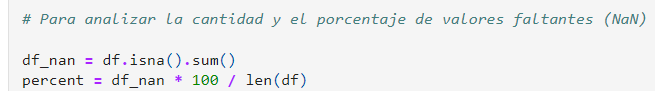 # Para analizar la cantidad y el porcentaje de valores faltantes (NaN)
df_nan = df.isna().sum()
percent = df_nan * 100 / len(df)